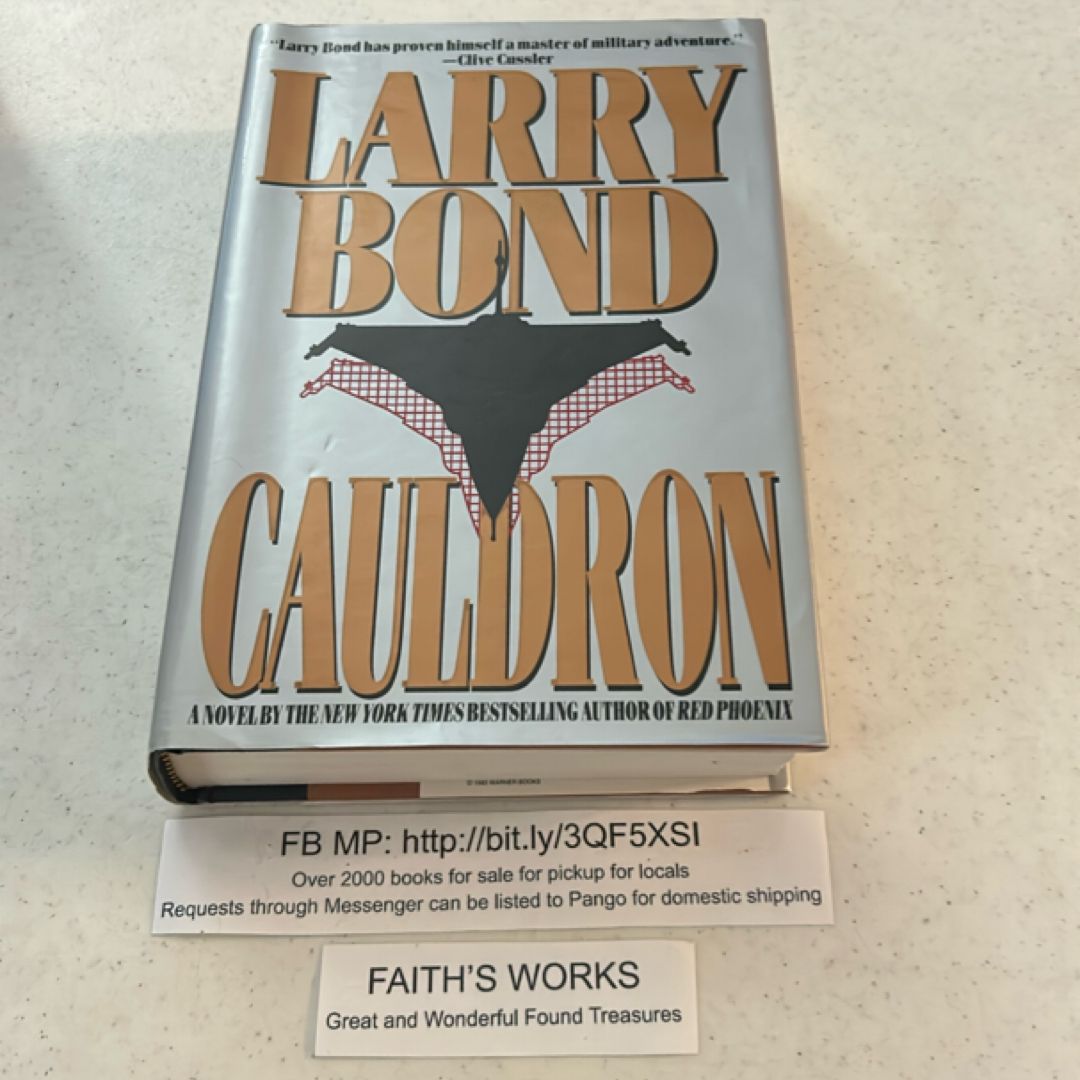 "Larry Bond has proven himself a master of military adventure."
—Clive Cussler
LARRY
BOND
CAULDRON
A NOVEL BY THE NEW YORK TIMES BESTSELLING AUTHOR OF RED PHOENIX
WARNER BOOKS
FB MP: http://bit.ly/3QF5XSI
Over 2000 books for sale for pickup for locals
Requests through Messenger can be listed to Pango for domestic shipping
FAITH'S WORKS
Great and Wonderful Found Treasures